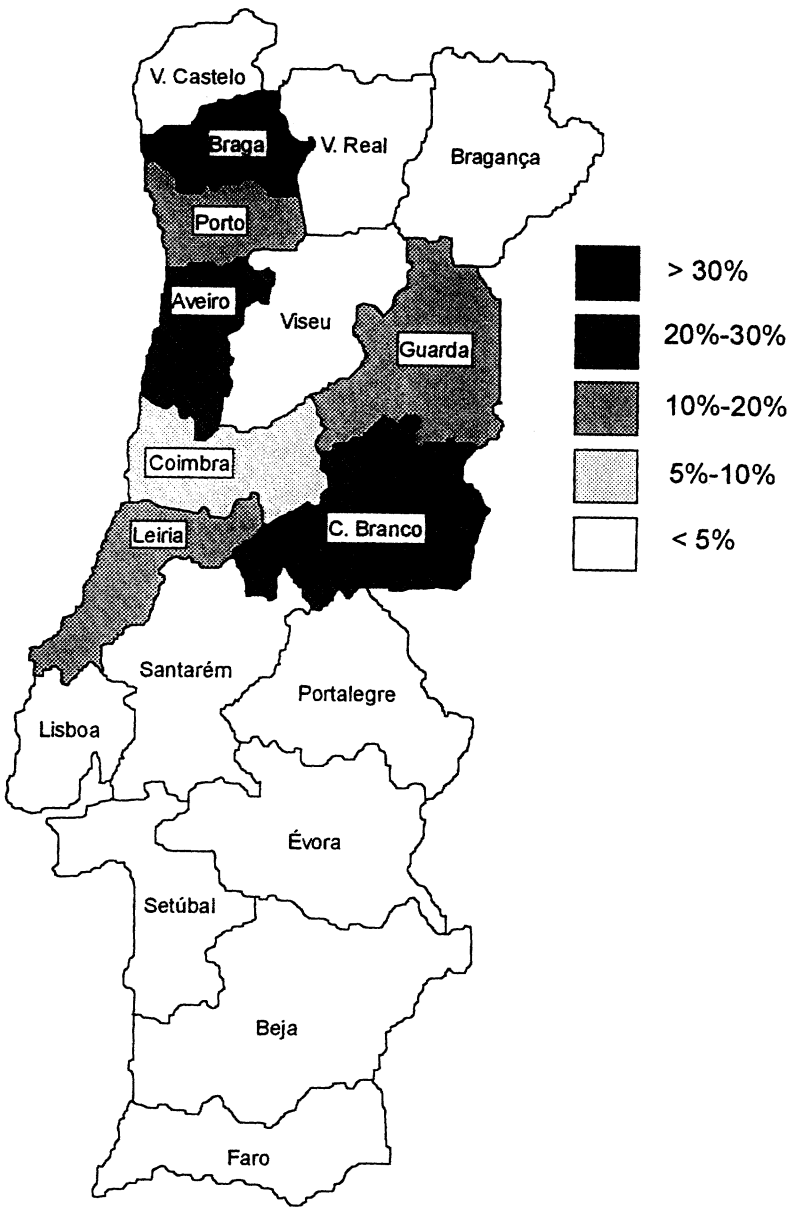 V. Castelo
Braga
V. Real
Bragança
Porto
Aveiro
Viseu
Guarda
Coimbra
Leiria
C. Branco
Santarém
Portalegre
Lisboa
Évora
Setúbal
Beja
Faro
> 30%
20%-30%
10%-20%
5%-10%
< 5%